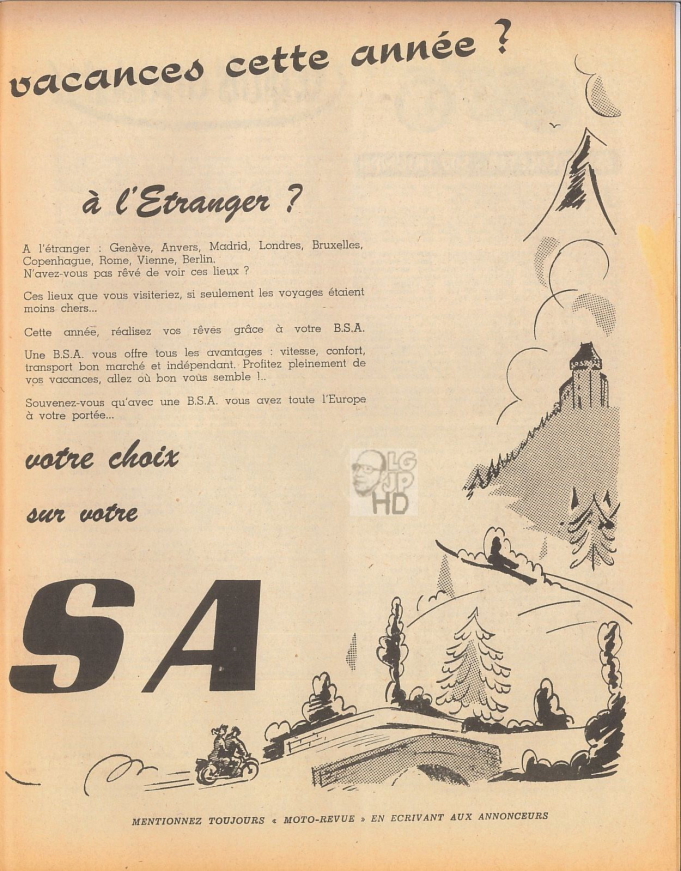 vacances cette année ?
à l'Etranger ?
A l'étranger : Genève, Anvers, Madrid, Londres, Bruxelles,
Copenhague, Rome, Vienne, Berlin.
N'avez-vous pas rêvé de voir ces lieux ?
Ces lieux que vous visiteriez, si seulement les voyages étaient
moins chers...
Cette année, réalisez vos rêves grâce à votre B.S.A.
Une B.S.A. vous offre tous les avantages : vitesse, confort,
transport bon marché et indépendant. Profitez pleinement de
vos vacances, allez où bon vous semble !..
Souvenez-vous qu'avec une B.S.A. vous avez toute l'Europe
à votre portée...
votre choix
LG
JP
HD
sur votre
SA
MENTIONNEZ TOUJOURS « MOTO-REVUE » EN ECRIVANT AUX ANNONCEURS